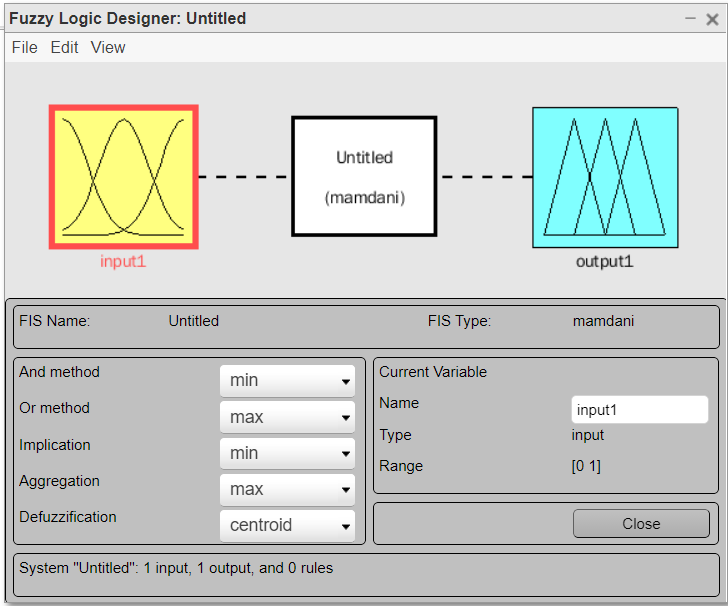 Fuzzy Logic Designer: Untitled
File Edit View
Untitled
(mamdani)
input1
output1
FIS Name: Untitled FIS Type: mamdani
And method min
Or method max
Implication min
Aggregation max
Defuzzification centroid
Current Variable
Name input1
Type input
Range [0 1]
Close
System "Untitled": 1 input, 1 output, and 0 rules